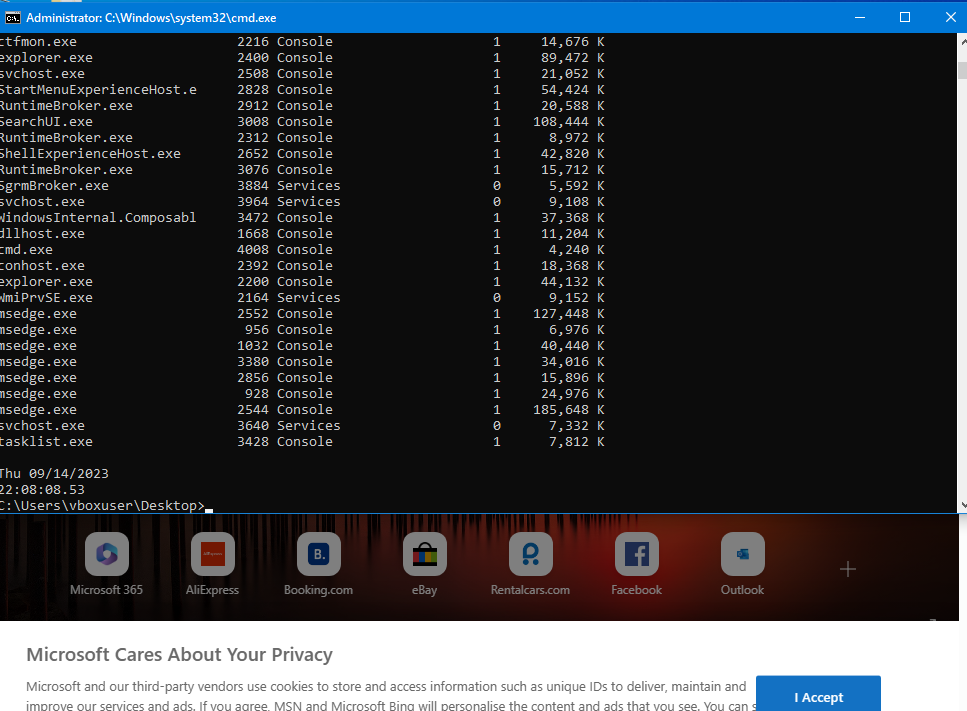 Administrator: C:\Windows\system32\cmd.exe
ctfmon.exe 2216 Console 1 14,676 K
explorer.exe 2400 Console 1 89,472 K
svchost.exe 2508 Console 1 21,052 K
StartMenuExperienceHost.e 2828 Console 1 54,424 K
RuntimeBroker.exe 2912 Console 1 20,588 K
SearchUI.exe 3008 Console 1 108,444 K
RuntimeBroker.exe 2312 Console 1 8,972 K
ShellExperienceHost.exe 2652 Console 1 42,820 K
RuntimeBroker.exe 3076 Console 1 15,712 K
SgrmBroker.exe 3884 Services 0 5,592 K
svchost.exe 3964 Services 0 9,108 K
WindowsInternal.Composabl 3472 Console 1 37,368 K
dllhost.exe 1668 Console 1 11,204 K
cmd.exe 4008 Console 1 4,240 K
conhost.exe 2392 Console 1 18,368 K
explorer.exe 2200 Console 1 44,132 K
WmiPrvSE.exe 2164 Services 0 9,152 K
msedge.exe 2552 Console 1 127,448 K
msedge.exe 956 Console 1 6,976 K
msedge.exe 1032 Console 1 40,440 K
msedge.exe 3380 Console 1 34,016 K
msedge.exe 2856 Console 1 15,896 K
msedge.exe 928 Console 1 24,976 K
msedge.exe 2544 Console 1 185,648 K
svchost.exe 3640 Services 0 7,332 K
tasklist.exe 3428 Console 1 7,812 K
Thu 09/14/2023
22:08:08.53
C:\Users\vboxuser\Desktop>
B.
Microsoft 365 AliExpress Booking.com eBay Rentalcars.com Facebook Outlook
Microsoft Cares About Your Privacy
Microsoft and our third-party vendors use cookies to store and access information such as unique IDs to deliver, maintain and
I Accept
improve our services and ads. If you agree, MSN and Microsoft Bing will personalise the content and ads that you see. You can